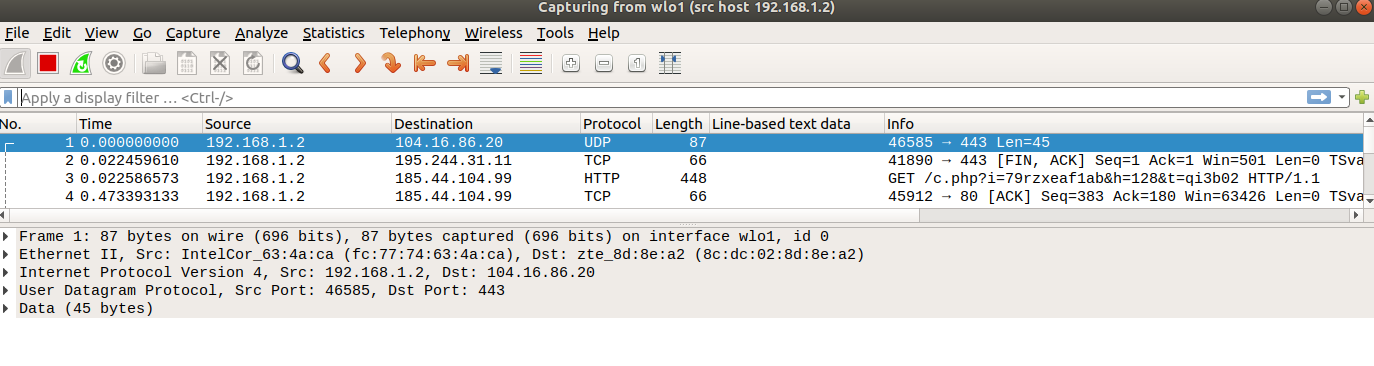 Capturing from wlo1 (src host 192.168.1.2)
File Edit View Go Capture Analyze Statistics Telephony Wireless Tools Help
Apply a display filter … <Ctrl-/>
No. Time Source Destination Protocol Length Line-based text data Info
1 0.000000000 192.168.1.2 104.16.86.20 UDP 87 46585 → 443 Len=45
2 0.022459610 192.168.1.2 195.244.31.11 TCP 66 41890 → 443 [FIN, ACK] Seq=1 Ack=1 Win=501 Len=0 TSva
3 0.022586573 192.168.1.2 185.44.104.99 HTTP 448 GET /c.php?i=79rzxeaf1ab&h=128&t=qi3b02 HTTP/1.1
4 0.473393133 192.168.1.2 185.44.104.99 TCP 66 45912 → 80 [ACK] Seq=383 Ack=180 Win=63426 Len=0 TSva
Frame 1: 87 bytes on wire (696 bits), 87 bytes captured (696 bits) on interface wlo1, id 0
Ethernet II, Src: IntelCor_63:4a:ca (fc:77:74:63:4a:ca), Dst: zte_8d:8e:a2 (8c:dc:02:8d:8e:a2)
Internet Protocol Version 4, Src: 192.168.1.2, Dst: 104.16.86.20
User Datagram Protocol, Src Port: 46585, Dst Port: 443
Data (45 bytes)